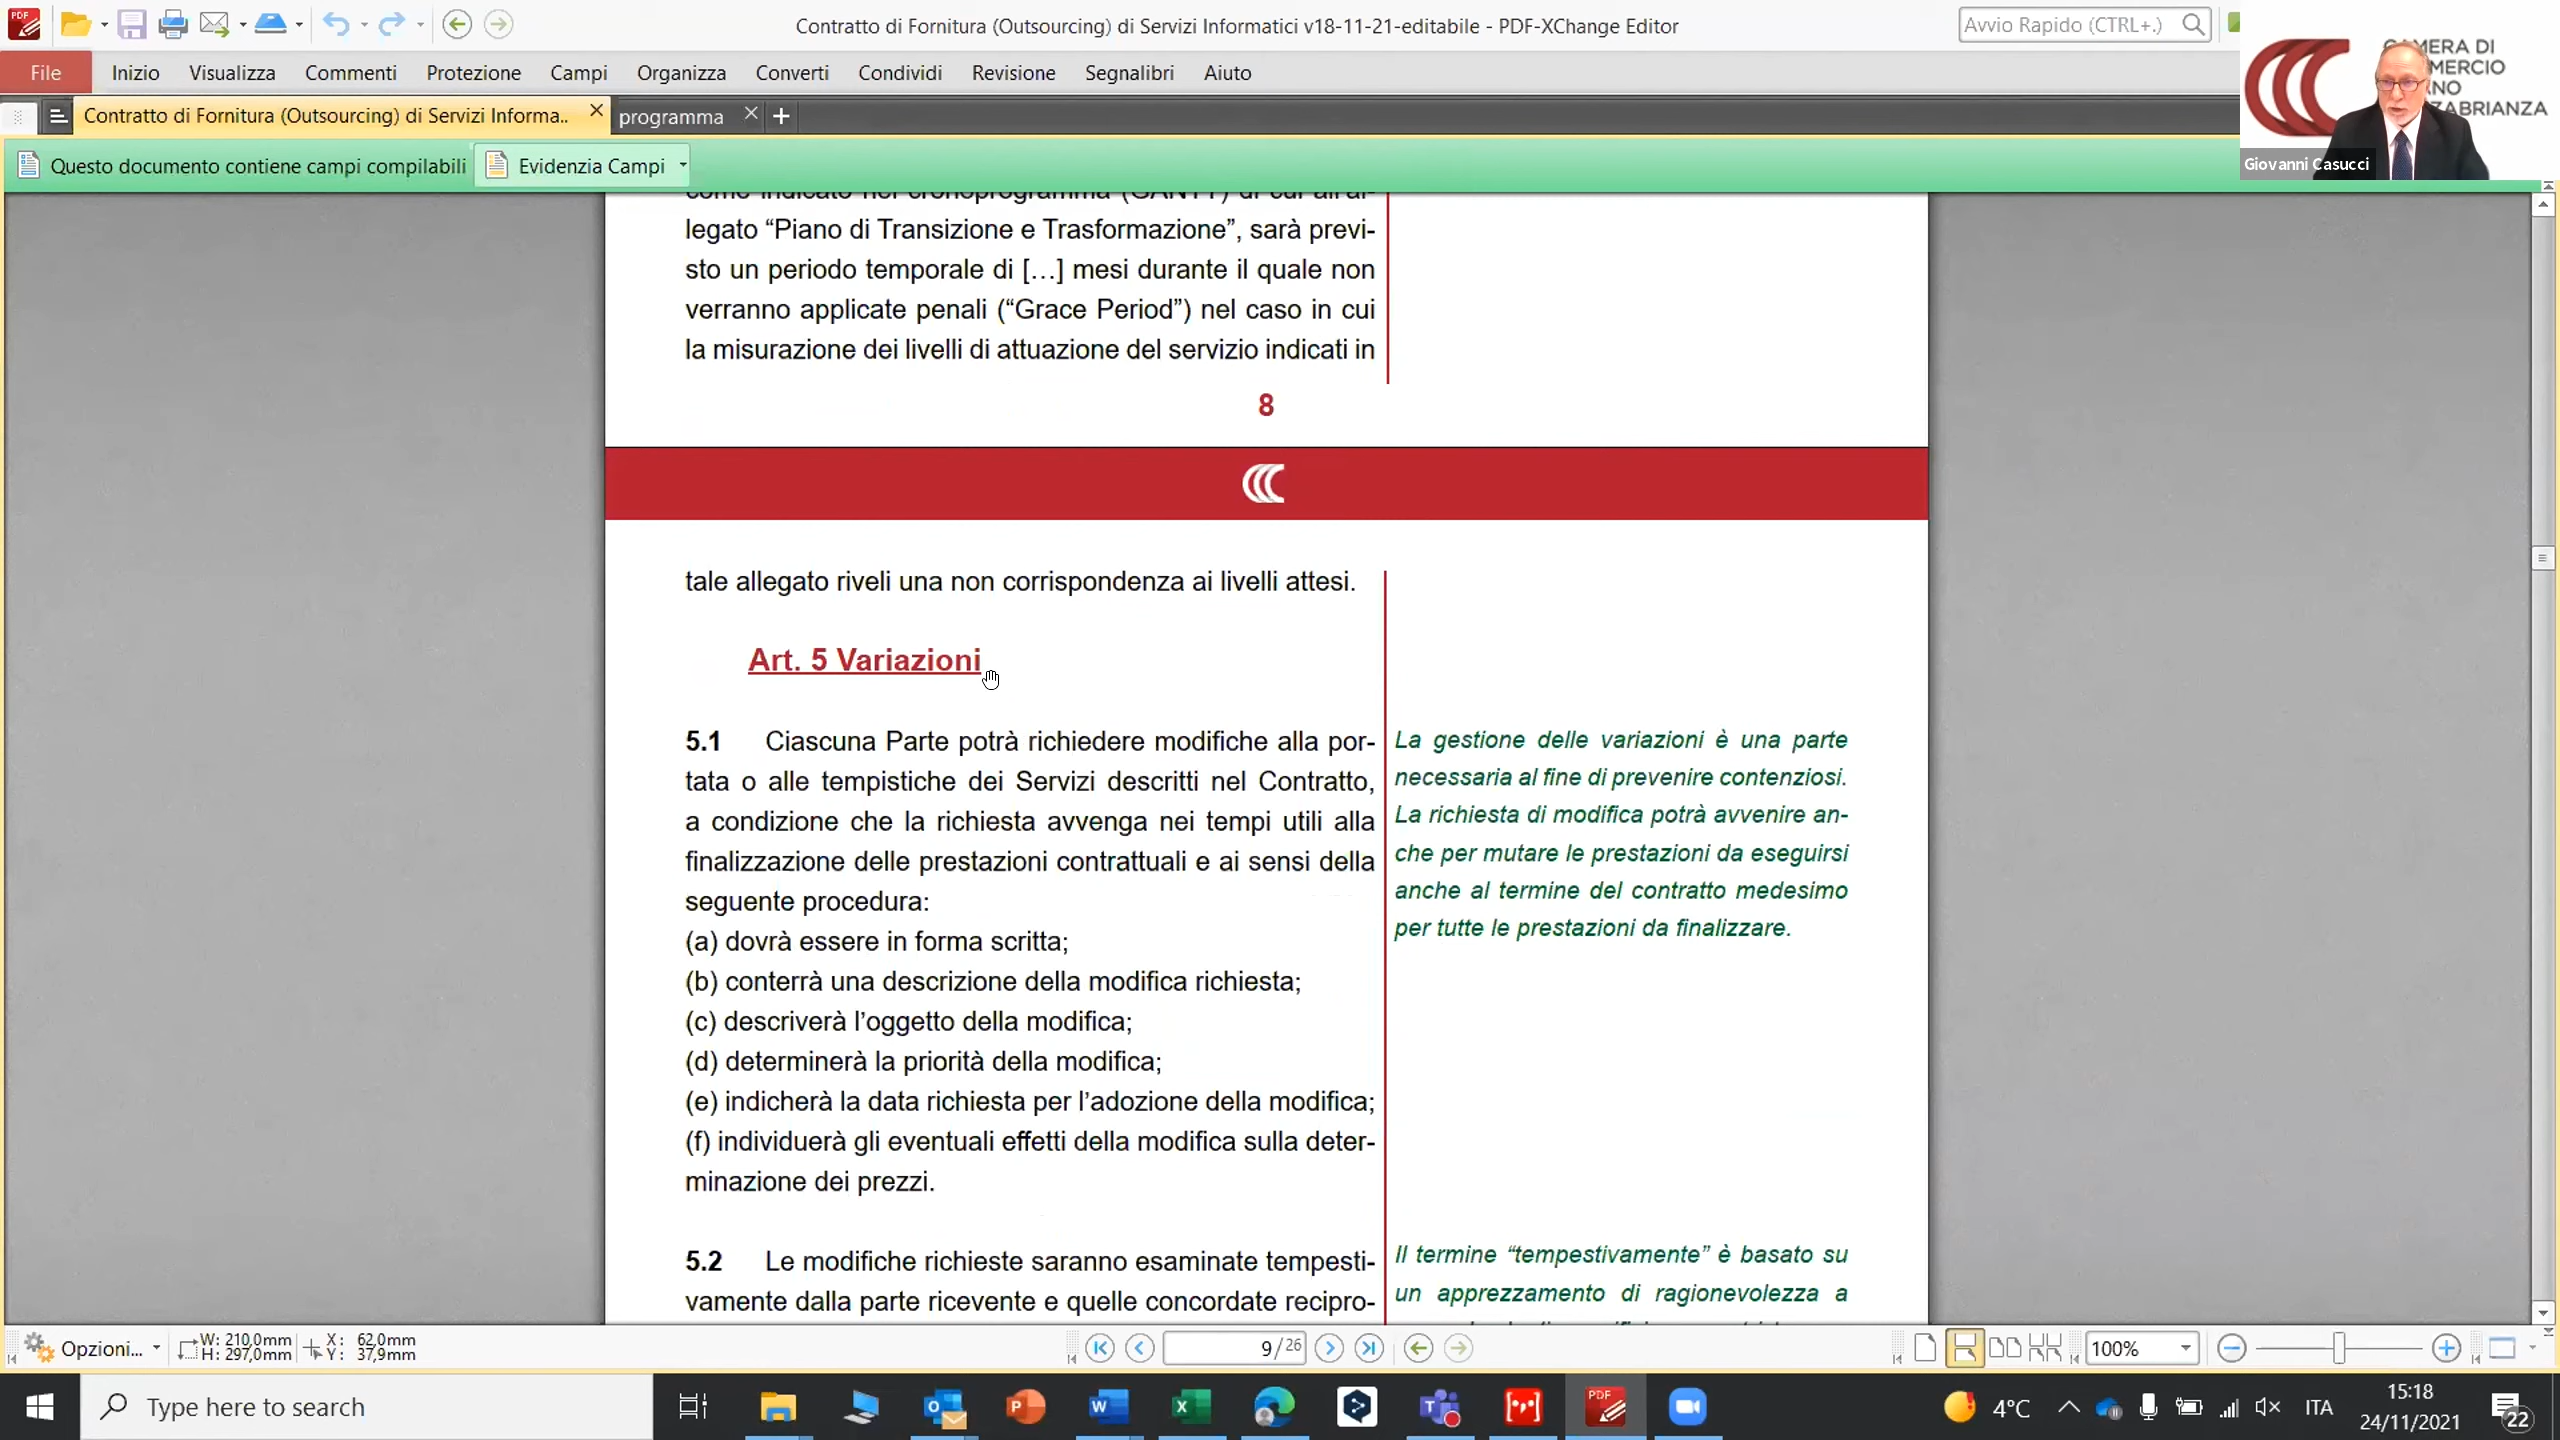 Contratto di Fornitura (Outsourcing) di Servizi Informatici v18-11-21-editabile - PDF-XChange Editor
Avvio Rapido (CTRL+.)
File Inizio Visualizza Commenti Protezione Campi Organizza Converti Condividi Revisione Segnalibri Aiuto
Contratto di Fornitura (Outsourcing) di Servizi Informa.. programma
Questo documento contiene campi compilabili Evidenzia Campi
Giovanni Casucci
legato “Piano di Transizione e Trasformazione”, sarà previ-
sto un periodo temporale di […] mesi durante il quale non
verranno applicate penali (“Grace Period”) nel caso in cui
la misurazione dei livelli di attuazione del servizio indicati in
8
tale allegato riveli una non corrispondenza ai livelli attesi.
Art. 5 Variazioni
5.1 Ciascuna Parte potrà richiedere modifiche alla por-
tata o alle tempistiche dei Servizi descritti nel Contratto,
a condizione che la richiesta avvenga nei tempi utili alla
finalizzazione delle prestazioni contrattuali e ai sensi della
seguente procedura:
(a) dovrà essere in forma scritta;
(b) conterrà una descrizione della modifica richiesta;
(c) descriverà l’oggetto della modifica;
(d) determinerà la priorità della modifica;
(e) indicherà la data richiesta per l’adozione della modifica;
(f) individuerà gli eventuali effetti della modifica sulla deter-
minazione dei prezzi.
La gestione delle variazioni è una parte
necessaria al fine di prevenire contenziosi.
La richiesta di modifica potrà avvenire an-
che per mutare le prestazioni da eseguirsi
anche al termine del contratto medesimo
per tutte le prestazioni da finalizzare.
5.2 Le modifiche richieste saranno esaminate tempesti-
vamente dalla parte ricevente e quelle concordate recipro-
Il termine “tempestivamente” è basato su
un apprezzamento di ragionevolezza a
Opzioni...
W: 210,0mm
H: 297,0mm
X: 62,0mm
Y: 37,9mm
9/26
100%
Type here to search
4°C
ITA
15:18
24/11/2021
22